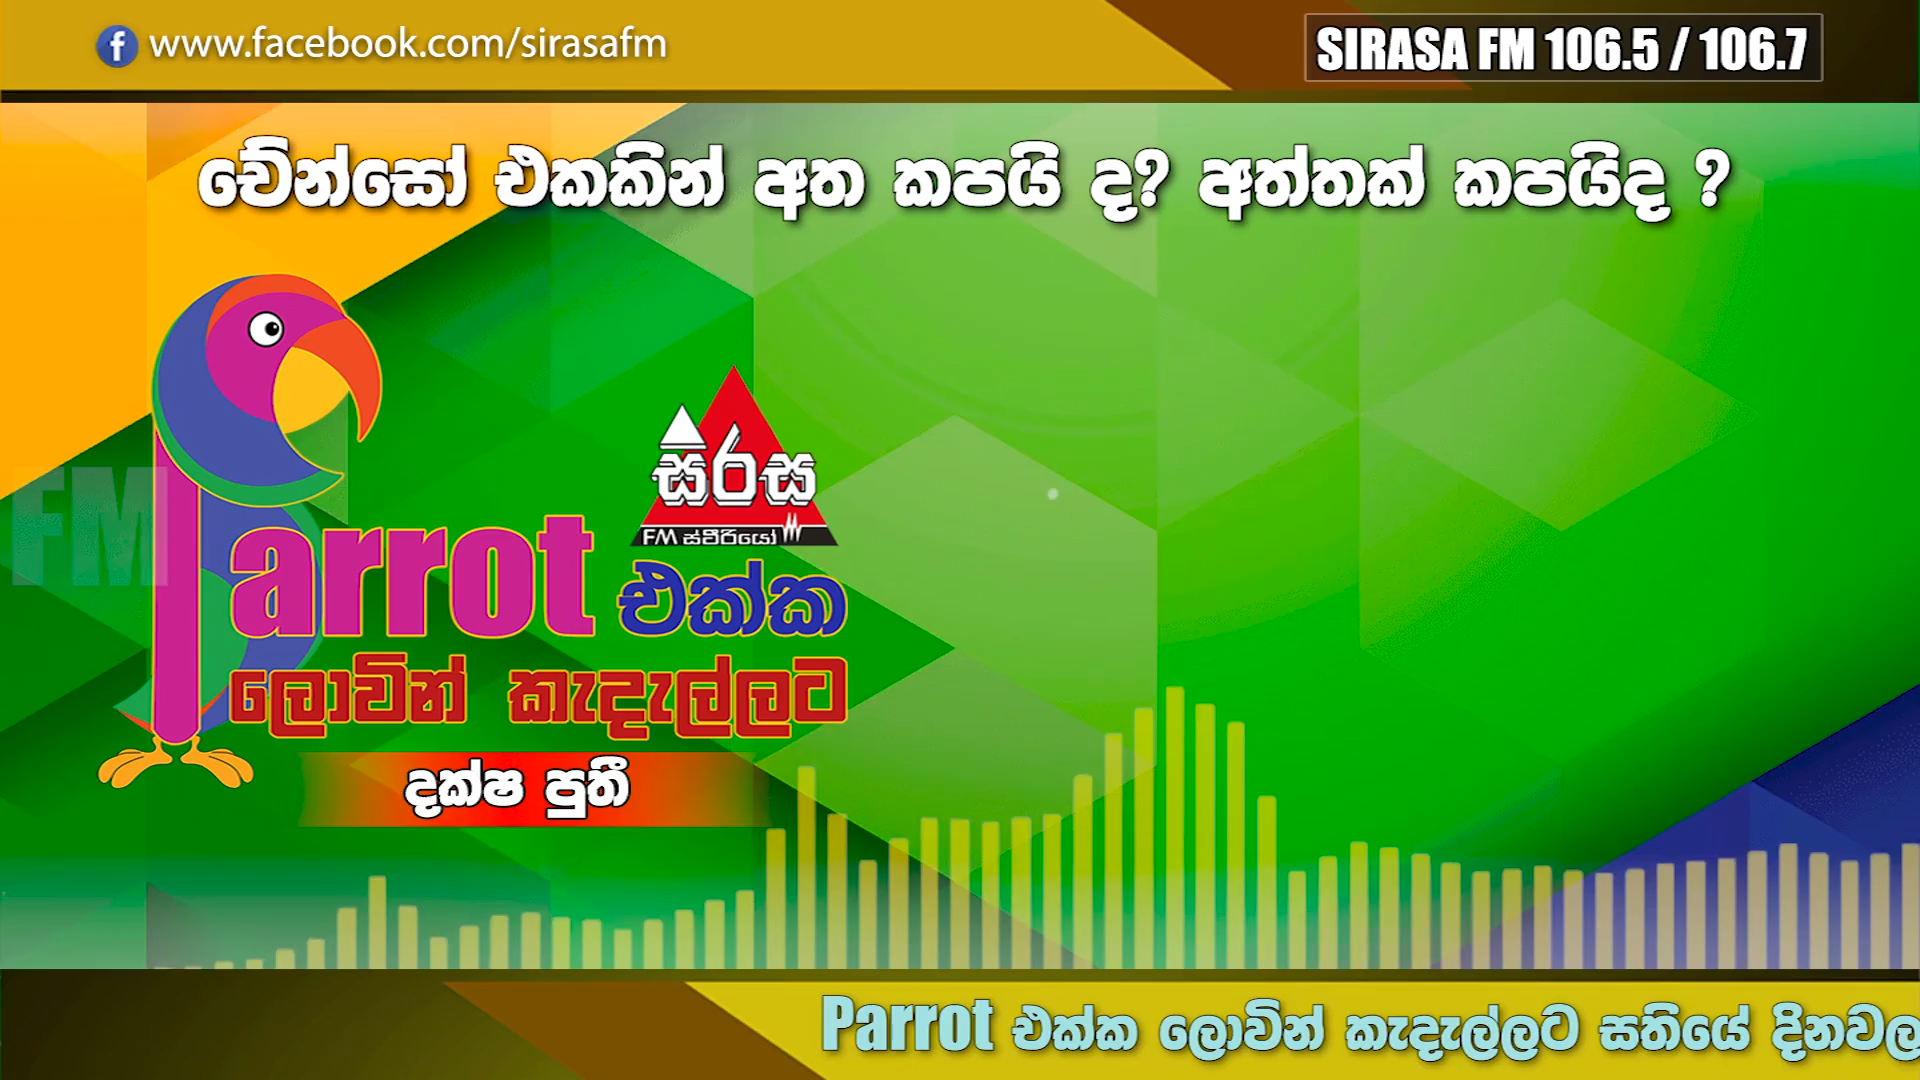 www.facebook.com/sirasafm
SIRASA FM 106.5 / 106.7
චේන්සෝ එකකින් අත කපයි ද? අත්තක් කපයිද ?
සිරස
FM ස්ටීරියෝ
FM
Parrot එක්ක
ලොවින් කැදැල්ලට
දක්ෂ පුතී
Parrot එක්ක ලොවින් කැදැල්ලට සතියේ දිනවල